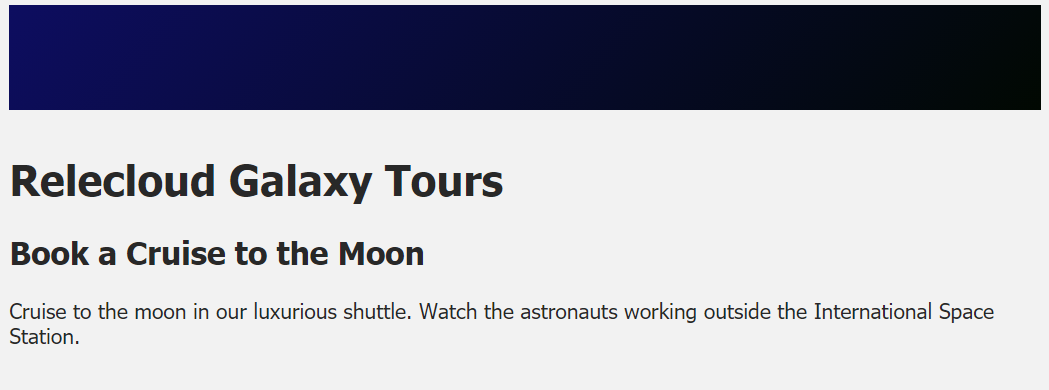 Relecloud Galaxy Tours
Book a Cruise to the Moon
Cruise to the moon in our luxurious shuttle. Watch the astronauts working outside the International Space
Station.